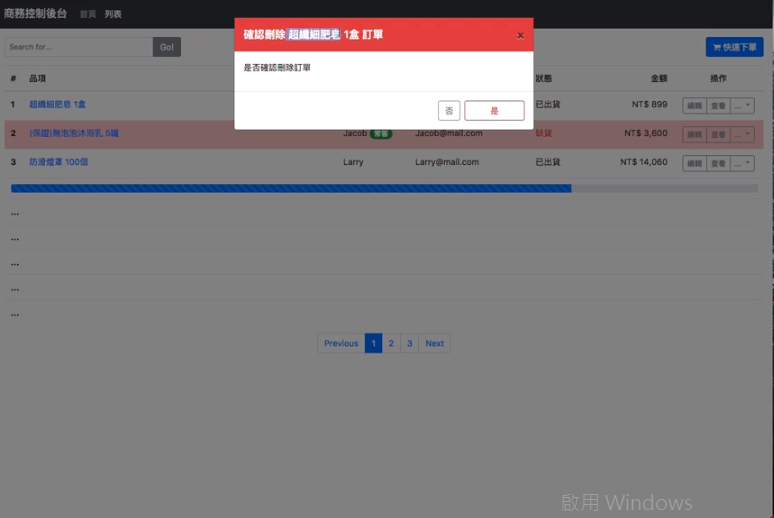 商務控制後台 首頁 列表
確認刪除 超纖細肥皂 1盒 訂單 ×
是否確認刪除訂單
否 是
Search for... Go! 快速下單
# 品項 狀態 金額 操作
1 超纖細肥皂 1盒 已出貨 NT$ 899 編輯 查看 ...
2 (保證)無泡泡沐浴乳 5罐 Jacob Jacob@mail.com 缺貨 NT$ 3,600 編輯 查看 ...
3 防滑燈罩 100個 Larry Larry@mail.com 已出貨 NT$ 14,060 編輯 查看 ...
...
...
...
...
...
Previous 1 2 3 Next
啟用 Windows